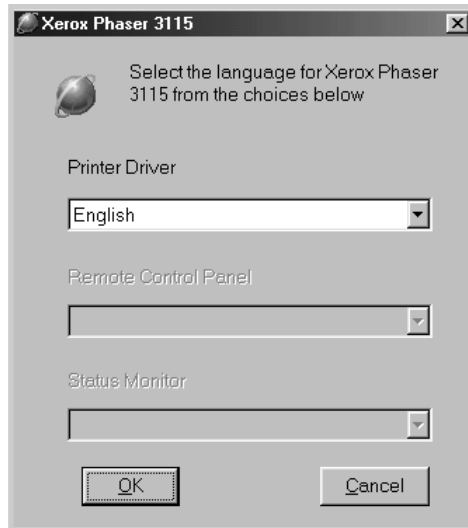 Xerox Phaser 3115
Select the language for Xerox Phaser
3115 from the choices below
Printer Driver
English
Remote Control Panel
Status Monitor
OK
Cancel